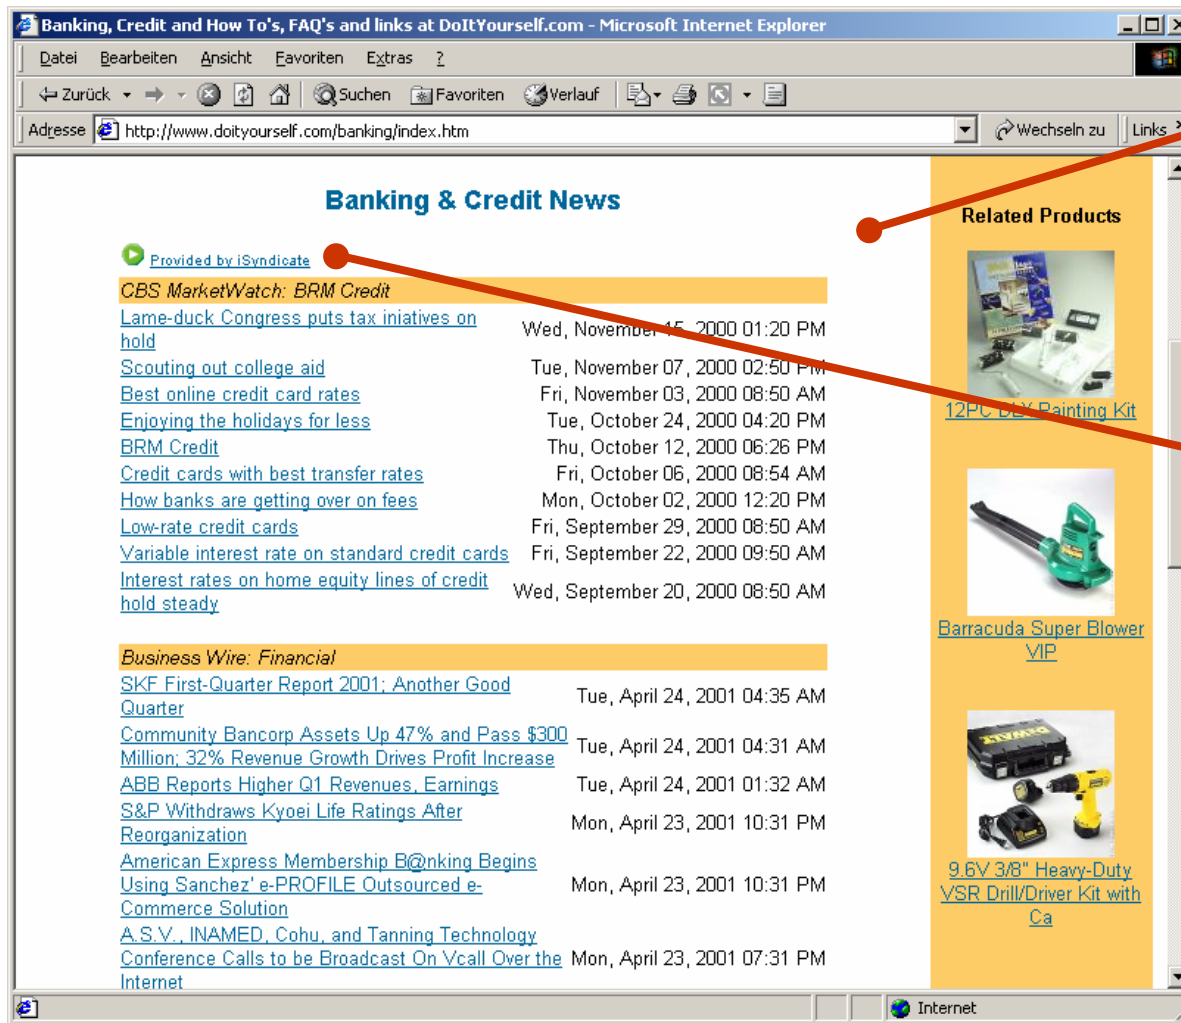 Banking, Credit and How To's, FAQ's and links at DoItYourself.com - Microsoft Internet Explorer
Datei Bearbeiten Ansicht Favoriten Extras ?
Zurück Suchen Favoriten Verlauf
Adresse http://www.doityourself.com/banking/index.htm Wechseln zu Links
Banking & Credit News
Provided by iSyndicate
CBS MarketWatch: BRM Credit
Lame-duck Congress puts tax iniatives on
hold
Wed, November 15, 2000 01:20 PM
Scouting out college aid Tue, November 07, 2000 02:50 PM
Best online credit card rates Fri, November 03, 2000 08:50 AM
Enjoying the holidays for less Tue, October 24, 2000 04:20 PM
BRM Credit Thu, October 12, 2000 06:26 PM
Credit cards with best transfer rates Fri, October 06, 2000 08:54 AM
How banks are getting over on fees Mon, October 02, 2000 12:20 PM
Low-rate credit cards Fri, September 29, 2000 08:50 AM
Variable interest rate on standard credit cards Fri, September 22, 2000 09:50 AM
Interest rates on home equity lines of credit
hold steady
Wed, September 20, 2000 08:50 AM
Business Wire: Financial
SKF First-Quarter Report 2001; Another Good
Quarter
Tue, April 24, 2001 04:35 AM
Community Bancorp Assets Up 47% and Pass $300
Million; 32% Revenue Growth Drives Profit Increase
Tue, April 24, 2001 04:31 AM
ABB Reports Higher Q1 Revenues, Earnings Tue, April 24, 2001 01:32 AM
S&P Withdraws Kyoei Life Ratings After
Reorganization
Mon, April 23, 2001 10:31 PM
American Express Membership B@nking Begins
Using Sanchez' e-PROFILE Outsourced e-
Commerce Solution
Mon, April 23, 2001 10:31 PM
A.S.V., INAMED, Cohu, and Tanning Technology
Conference Calls to be Broadcast On Vcall Over the
Internet
Mon, April 23, 2001 07:31 PM
Related Products
12PC DLX Painting Kit
Barracuda Super Blower
VIP
DEWALT
9.6V 3/8" Heavy-Duty
VSR Drill/Driver Kit with
Ca
Internet